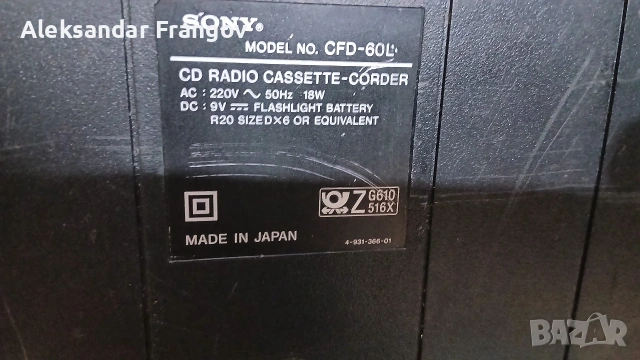 Aleksandar Frangov
SONY
MODEL NO. CFD-60L
CD RADIO CASSETTE-CORDER
AC : 220V ~ 50Hz 18W
DC : 9V ⎓ FLASHLIGHT BATTERY
R20 SIZE D×6 OR EQUIVALENT
Z G610
516X
MADE IN JAPAN
4-931-366-01
BAZAR